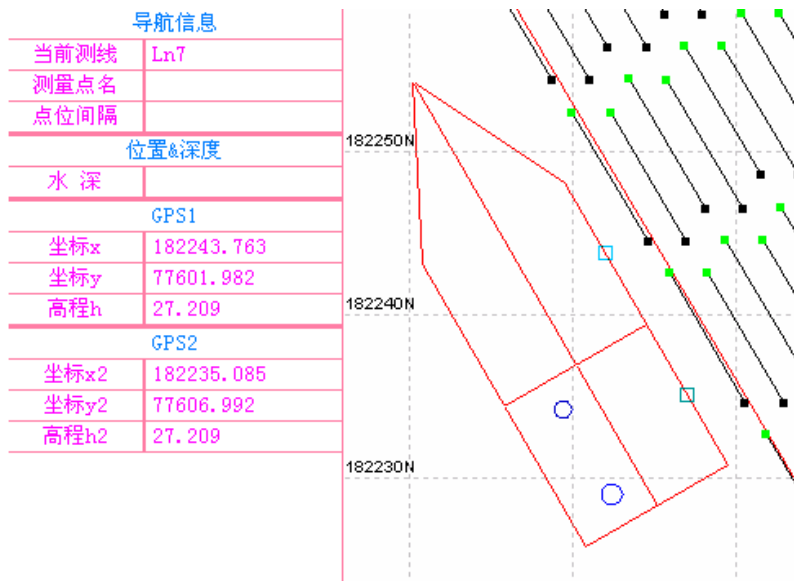 导航信息
当前测线 Ln7
测量点名
点位间隔
位置&深度
水 深
GPS1
坐标x 182243.763
坐标y 77601.982
高程h 27.209
GPS2
坐标x2 182235.085
坐标y2 77606.992
高程h2 27.209
182250N
182240N
182230N